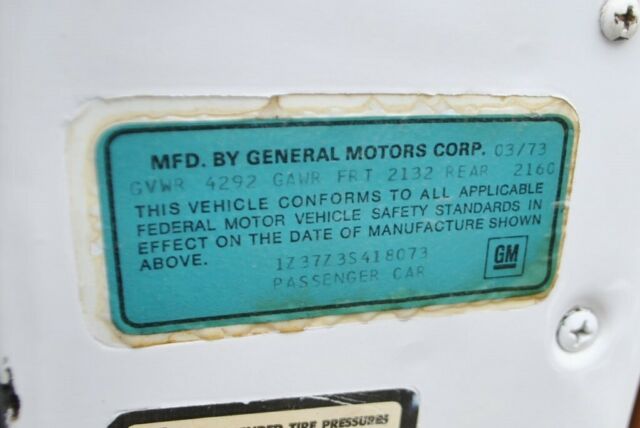 MFD. BY GENERAL MOTORS CORP. 03/73
GVWR 4292 GAWR FRT 2132 REAR 2160
THIS VEHICLE CONFORMS TO ALL APPLICABLE
FEDERAL MOTOR VEHICLE SAFETY STANDARDS IN
EFFECT ON THE DATE OF MANUFACTURE SHOWN
ABOVE. 1Z37Z3S418073
PASSENGER CAR
GM
TIRE PRESSURES